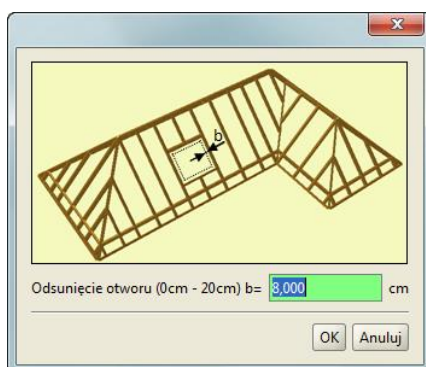 b
Odsunięcie otworu (0cm - 20cm) b= 8,000 cm
OK Anuluj